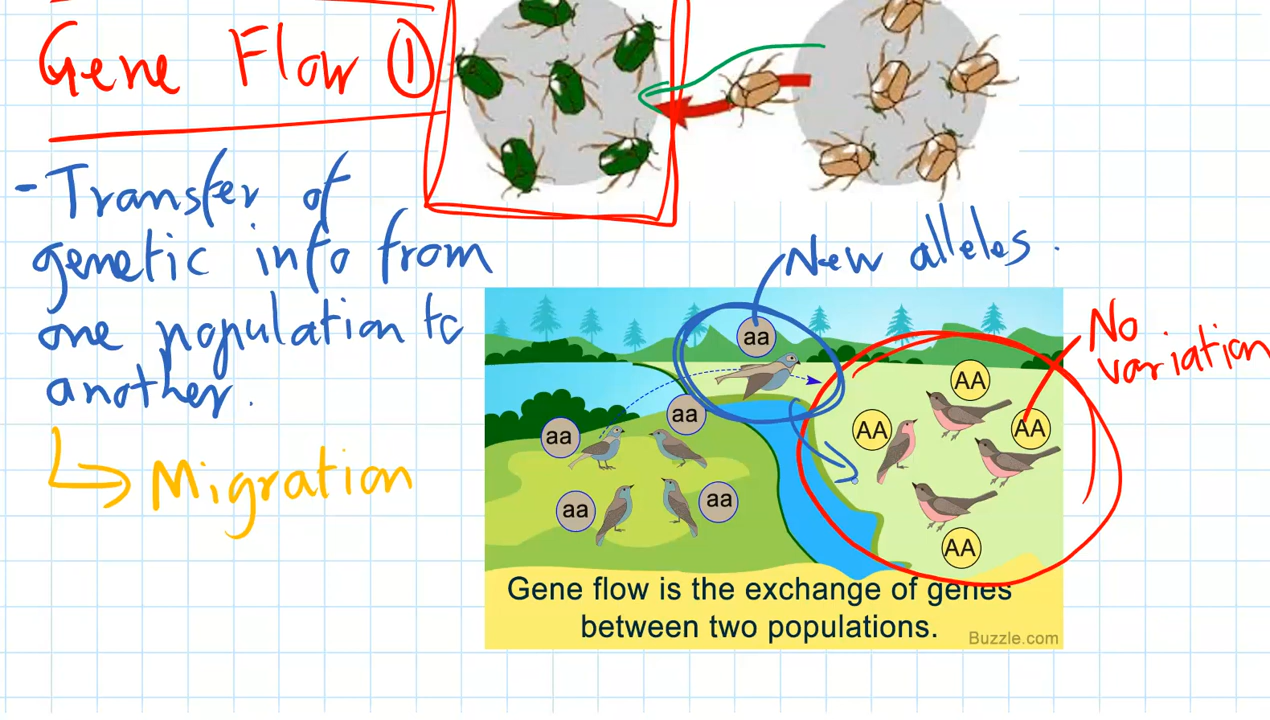 Gene Flow ①
- Transfer of
genetic info from
one population to
another.
Migration
New alleles.
No
variation
aa
aa
aa
aa
aa
AA
AA
AA
AA
Gene flow is the exchange of genes
between two populations.
Buzzle.com